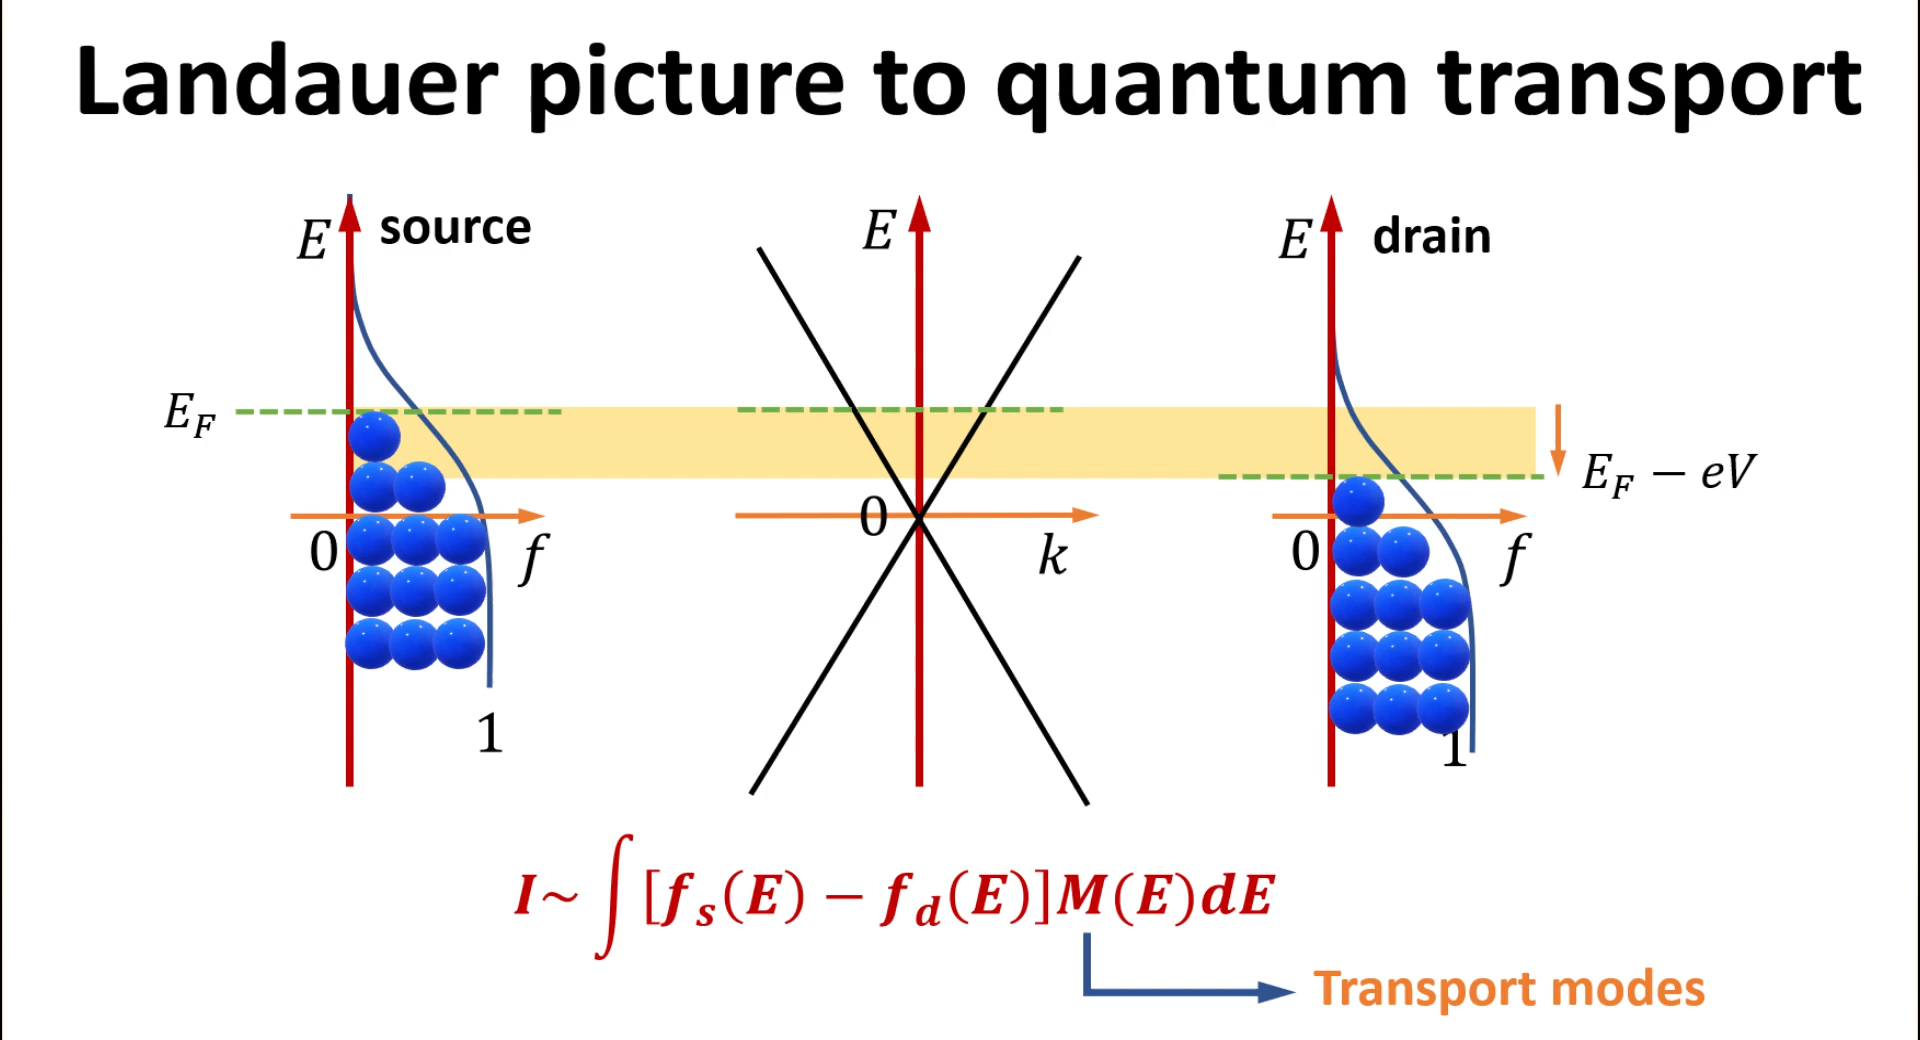 Landauer picture to quantum transport
E source
E
E drain
E_F
E_F − eV
0 f
0 k
0 f
1
1
I~∫[f_s(E) − f_d(E)]M(E)dE
Transport modes